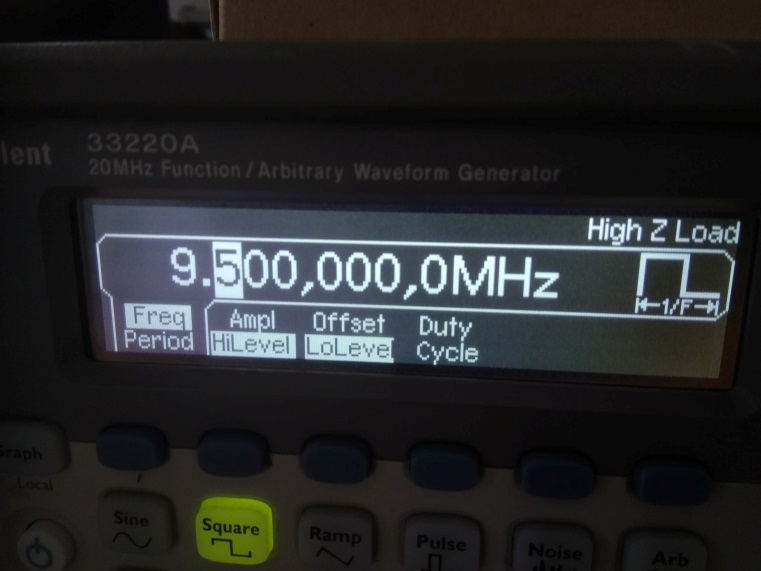 lent 33220A
20MHz Function / Arbitrary Waveform Generator
High Z Load
9.500,000,0MHz
1/F
Freq Ampl Offset Duty
Period HiLevel LoLevel Cycle
Graph
Local
Sine Square Ramp Pulse Noise Arb